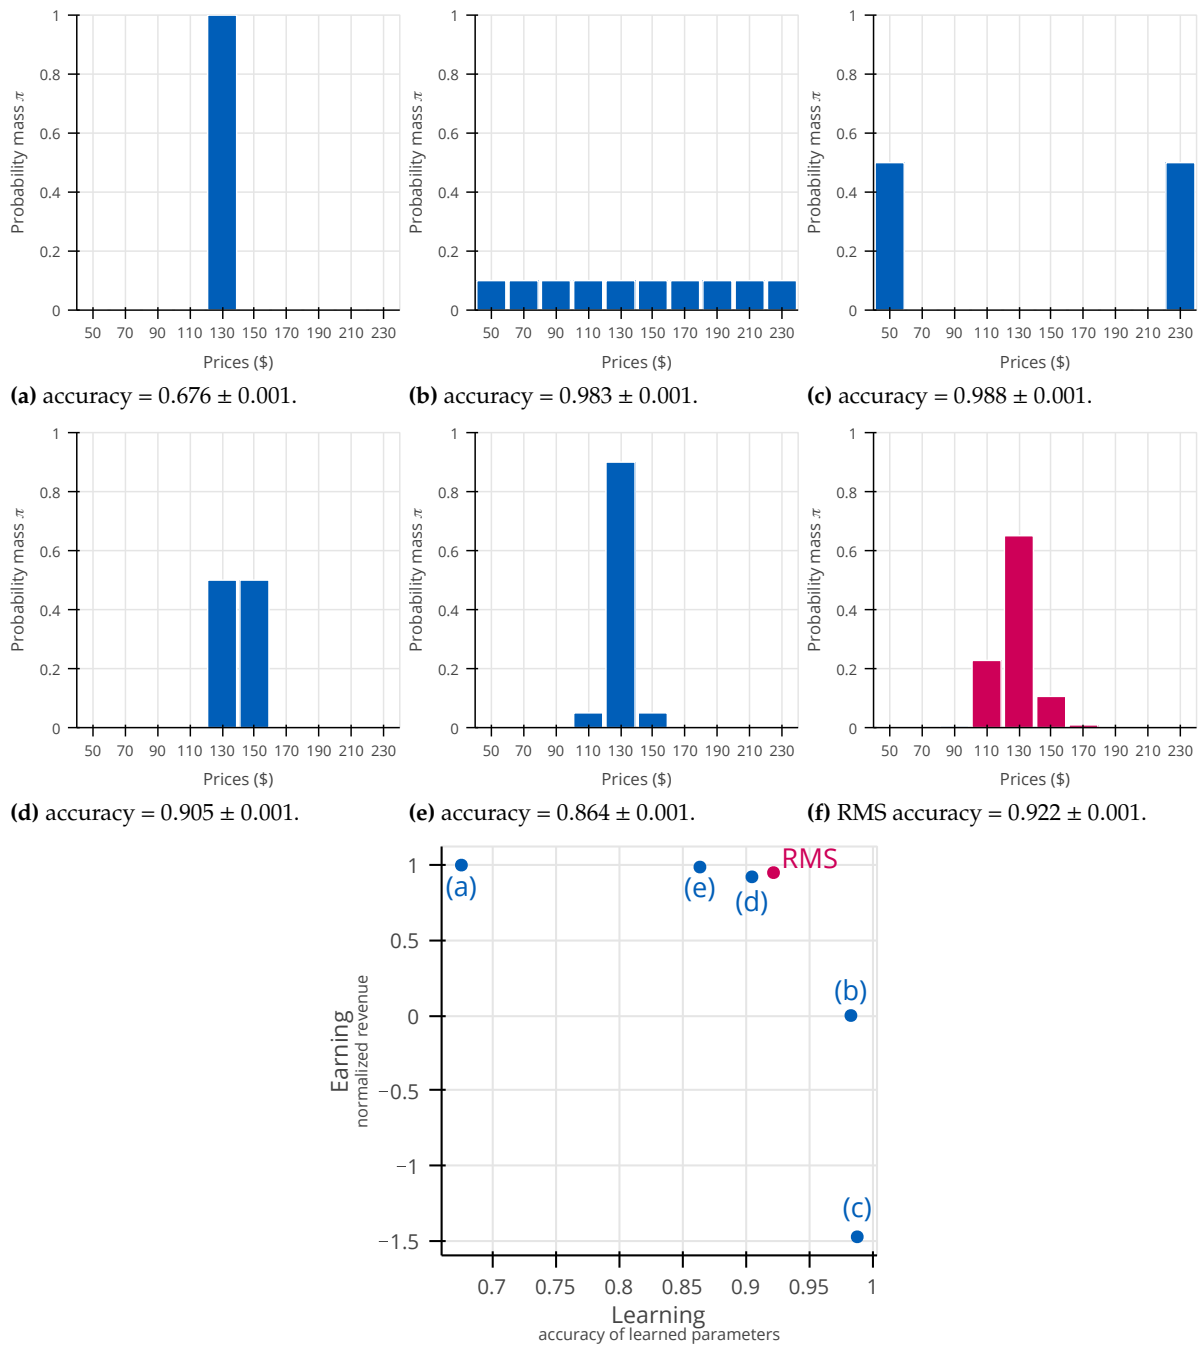 1
0.8
0.6
0.4
0.2
0
Probability mass π
50 70 90 110 130 150 170 190 210 230
Prices ($)
(a) accuracy = 0.676 ± 0.001.
1
0.8
0.6
0.4
0.2
0
Probability mass π
50 70 90 110 130 150 170 190 210 230
Prices ($)
(b) accuracy = 0.983 ± 0.001.
1
0.8
0.6
0.4
0.2
0
Probability mass π
50 70 90 110 130 150 170 190 210 230
Prices ($)
(c) accuracy = 0.988 ± 0.001.
1
0.8
0.6
0.4
0.2
0
Probability mass π
50 70 90 110 130 150 170 190 210 230
Prices ($)
(d) accuracy = 0.905 ± 0.001.
1
0.8
0.6
0.4
0.2
0
Probability mass π
50 70 90 110 130 150 170 190 210 230
Prices ($)
(e) accuracy = 0.864 ± 0.001.
1
0.8
0.6
0.4
0.2
0
Probability mass π
50 70 90 110 130 150 170 190 210 230
Prices ($)
(f) RMS accuracy = 0.922 ± 0.001.
1
0.5
0
−0.5
−1
−1.5
Earning
normalized revenue
(a)
(e)
(d)
RMS
(b)
(c)
0.7 0.75 0.8 0.85 0.9 0.95 1
Learning
accuracy of learned parameters